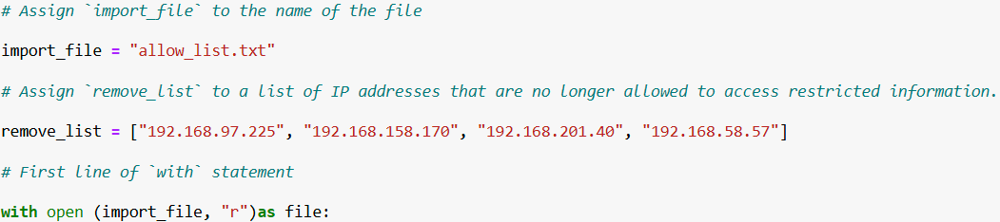 # Assign `import_file` to the name of the file
import_file = "allow_list.txt"
# Assign `remove_list` to a list of IP addresses that are no longer allowed to access restricted information.
remove_list = ["192.168.97.225", "192.168.158.170", "192.168.201.40", "192.168.58.57"]
# First line of `with` statement
with open (import_file, "r")as file: